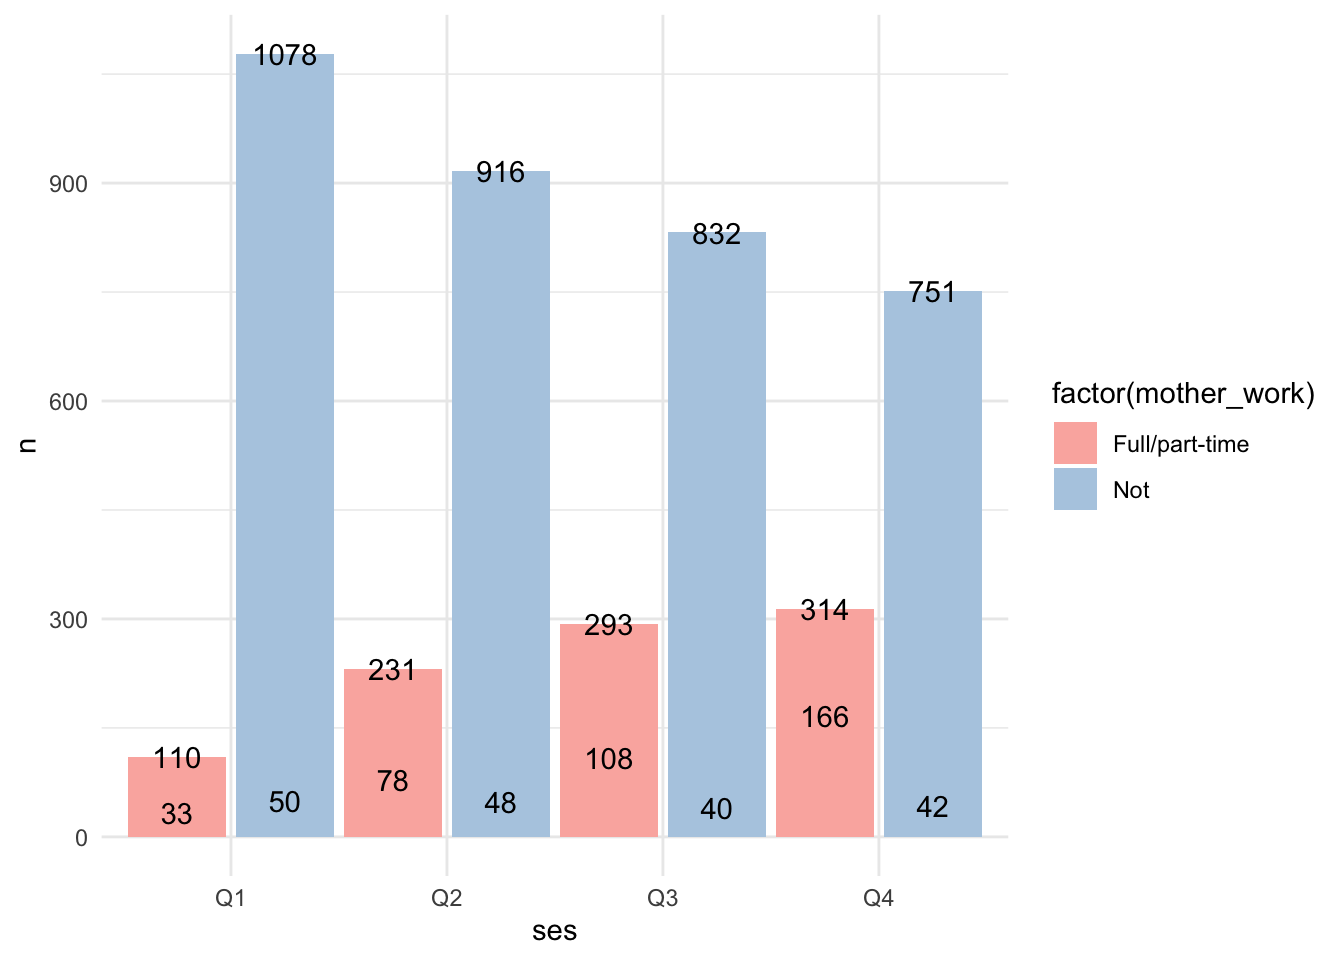 1078
916
832
751
900
600
300
0
n
314
293
231
166
110
108
78
33
50
48
40
42
Q1
Q2
Q3
Q4
ses
factor(mother_work)
Full/part-time
Not